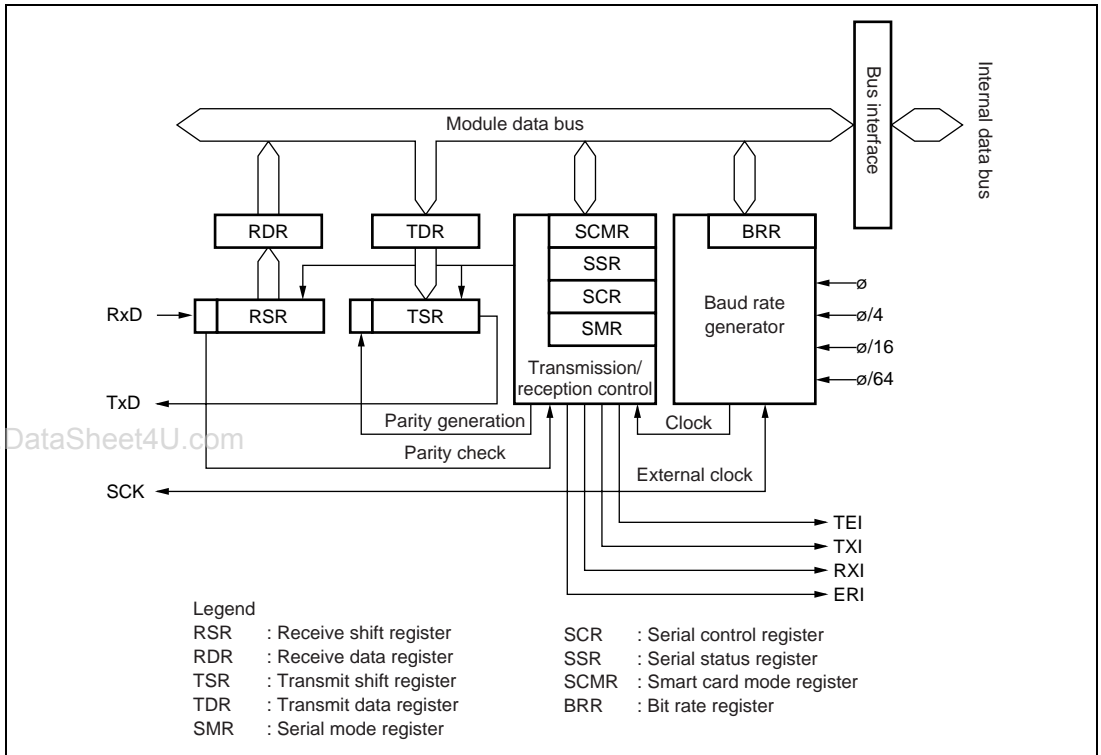 Internal data bus
Bus interface
Module data bus
RDR
TDR
SCMR
BRR
SSR
SCR
SMR
RxD
RSR
TSR
Baud rate
generator
ø
ø/4
ø/16
ø/64
Transmission/
reception control
TxD
Parity generation
Clock
DataSheet4U.com
Parity check
SCK
External clock
TEI
TXI
RXI
ERI
Legend
RSR : Receive shift register
RDR : Receive data register
TSR : Transmit shift register
TDR : Transmit data register
SMR : Serial mode register
SCR : Serial control register
SSR : Serial status register
SCMR : Smart card mode register
BRR : Bit rate register